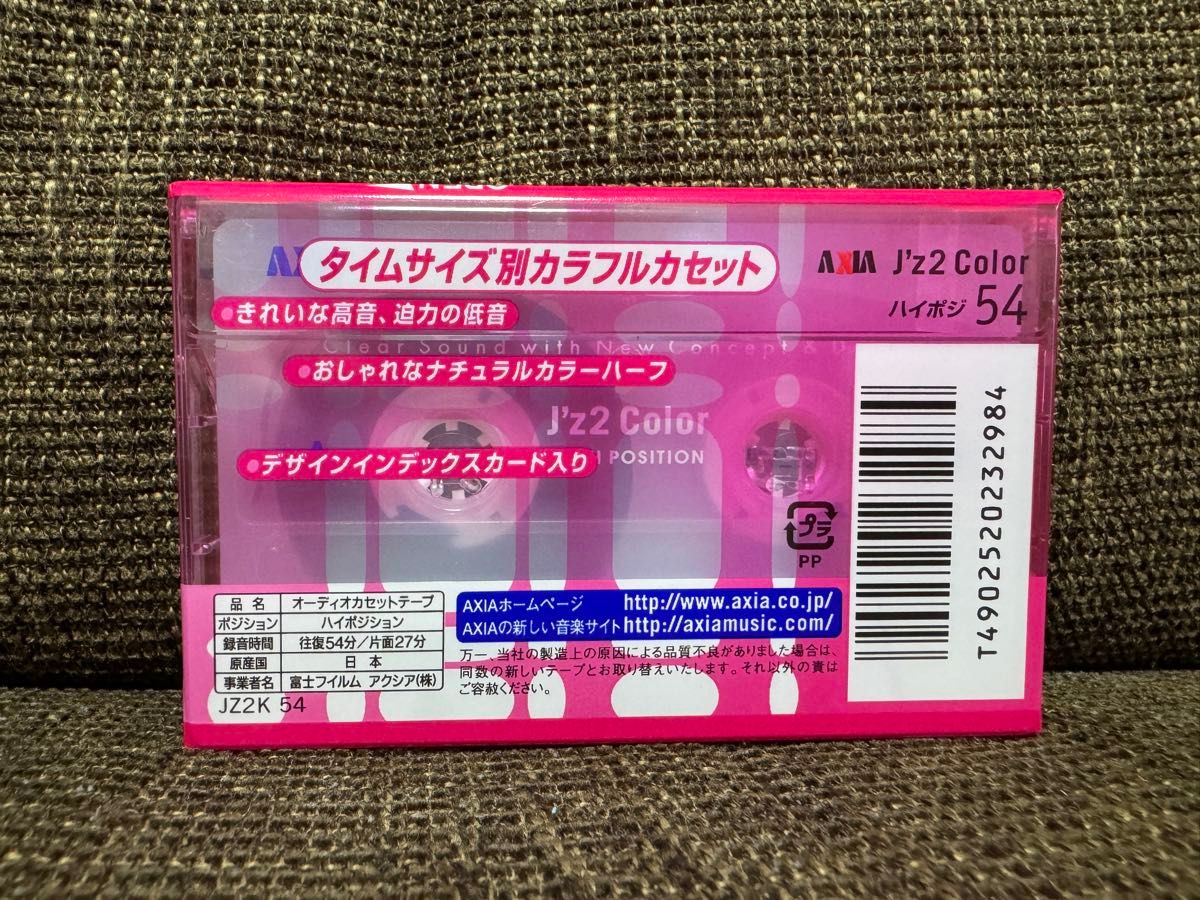 OPEN
AXIA J'z2 Color
タイムサイズ別カラフルカセット
ハイポジ 54
きれいな高音、迫力の低音
Clear Sound with New Concept &
おしゃれなナチュラルカラーハーフ
J'z2 Color
POSITION
デザインインデックスカード入り
プラ
PP
T4902520232984
品名 オーディオカセットテープ
ポジション ハイポジション
録音時間 往復54分/片面27分
原産国 日本
事業者名 富士フイルム アクシア(株)
JZ2K 54
AXIAホームページ http://www.axia.co.jp/
AXIAの新しい音楽サイト http://axiamusic.com/
万一、当社の製造上の原因による品質不良がありました場合は、
同数の新しいテープとお取り替えいたします。それ以外の責は
ご容赦ください。